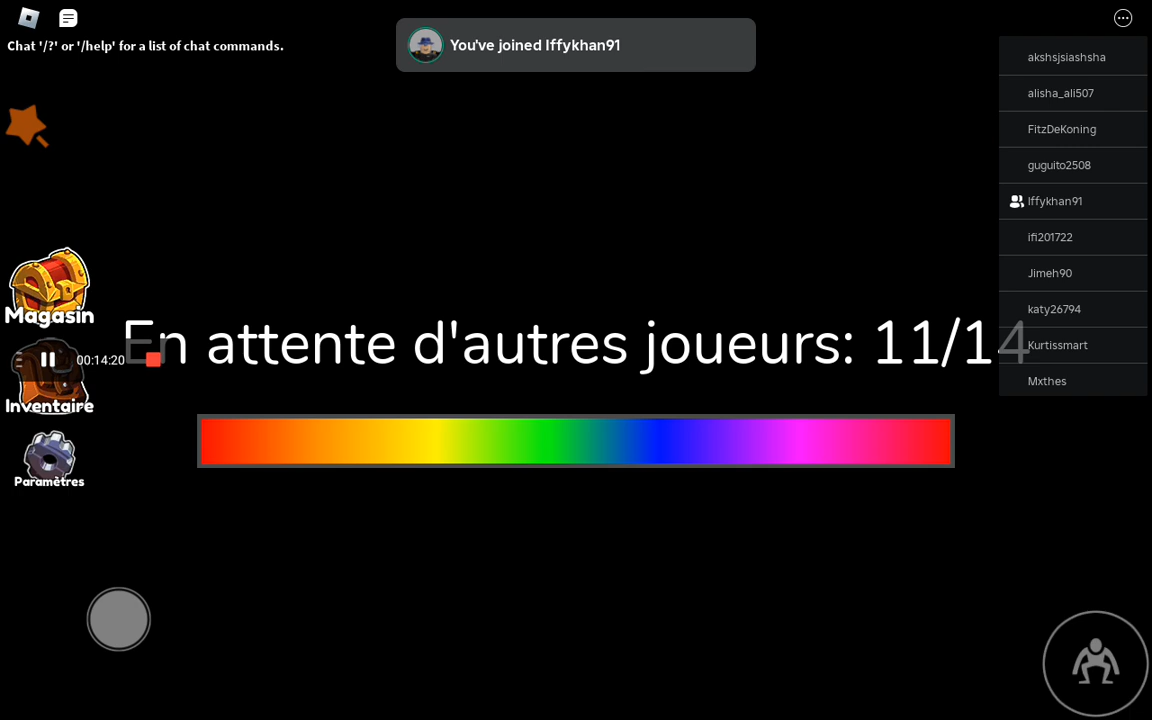 Chat '/?' or '/help' for a list of chat commands.
You've joined Iffykhan91
akshsjsiashsha
alisha_ali507
FitzDeKoning
guguito2508
Iffykhan91
ifi201722
Jimeh90
katy26794
Kurtissmart
Mxthes
Magasin
En attente d'autres joueurs: 11/14
00:14:20
Inventaire
Paramètres